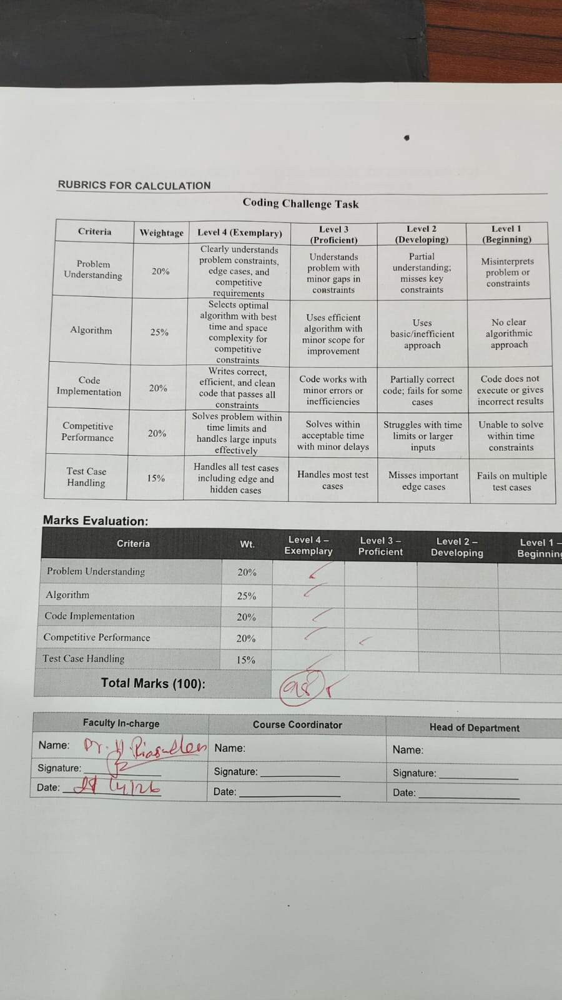 RUBRICS FOR CALCULATION
Coding Challenge Task
Criteria Weightage Level 4 (Exemplary) Level 3 (Proficient) Level 2 (Developing) Level 1 (Beginning)
Problem Understanding 20% Clearly understands problem constraints, edge cases, and competitive requirements Understands problem with minor gaps in constraints Partial understanding; misses key constraints Misinterprets problem or constraints
Algorithm 25% Selects optimal algorithm with best time and space complexity for competitive constraints Uses efficient algorithm with minor scope for improvement Uses basic/inefficient approach No clear algorithmic approach
Code Implementation 20% Writes correct, efficient, and clean code that passes all constraints Code works with minor errors or inefficiencies Partially correct code; fails for some cases Code does not execute or gives incorrect results
Competitive Performance 20% Solves problem within time limits and handles large inputs effectively Solves within acceptable time with minor delays Struggles with time limits or larger inputs Unable to solve within time constraints
Test Case Handling 15% Handles all test cases including edge and hidden cases Handles most test cases Misses important edge cases Fails on multiple test cases
Marks Evaluation:
Criteria Wt. Level 4 – Exemplary Level 3 – Proficient Level 2 – Developing Level 1 – Beginning
Problem Understanding 20%
Algorithm 25%
Code Implementation 20%
Competitive Performance 20%
Test Case Handling 15%
Total Marks (100): 98
Faculty In-charge Course Coordinator Head of Department
Name: Dr. Name: Name:
Signature: Signature: Signature:
Date: Date: Date: